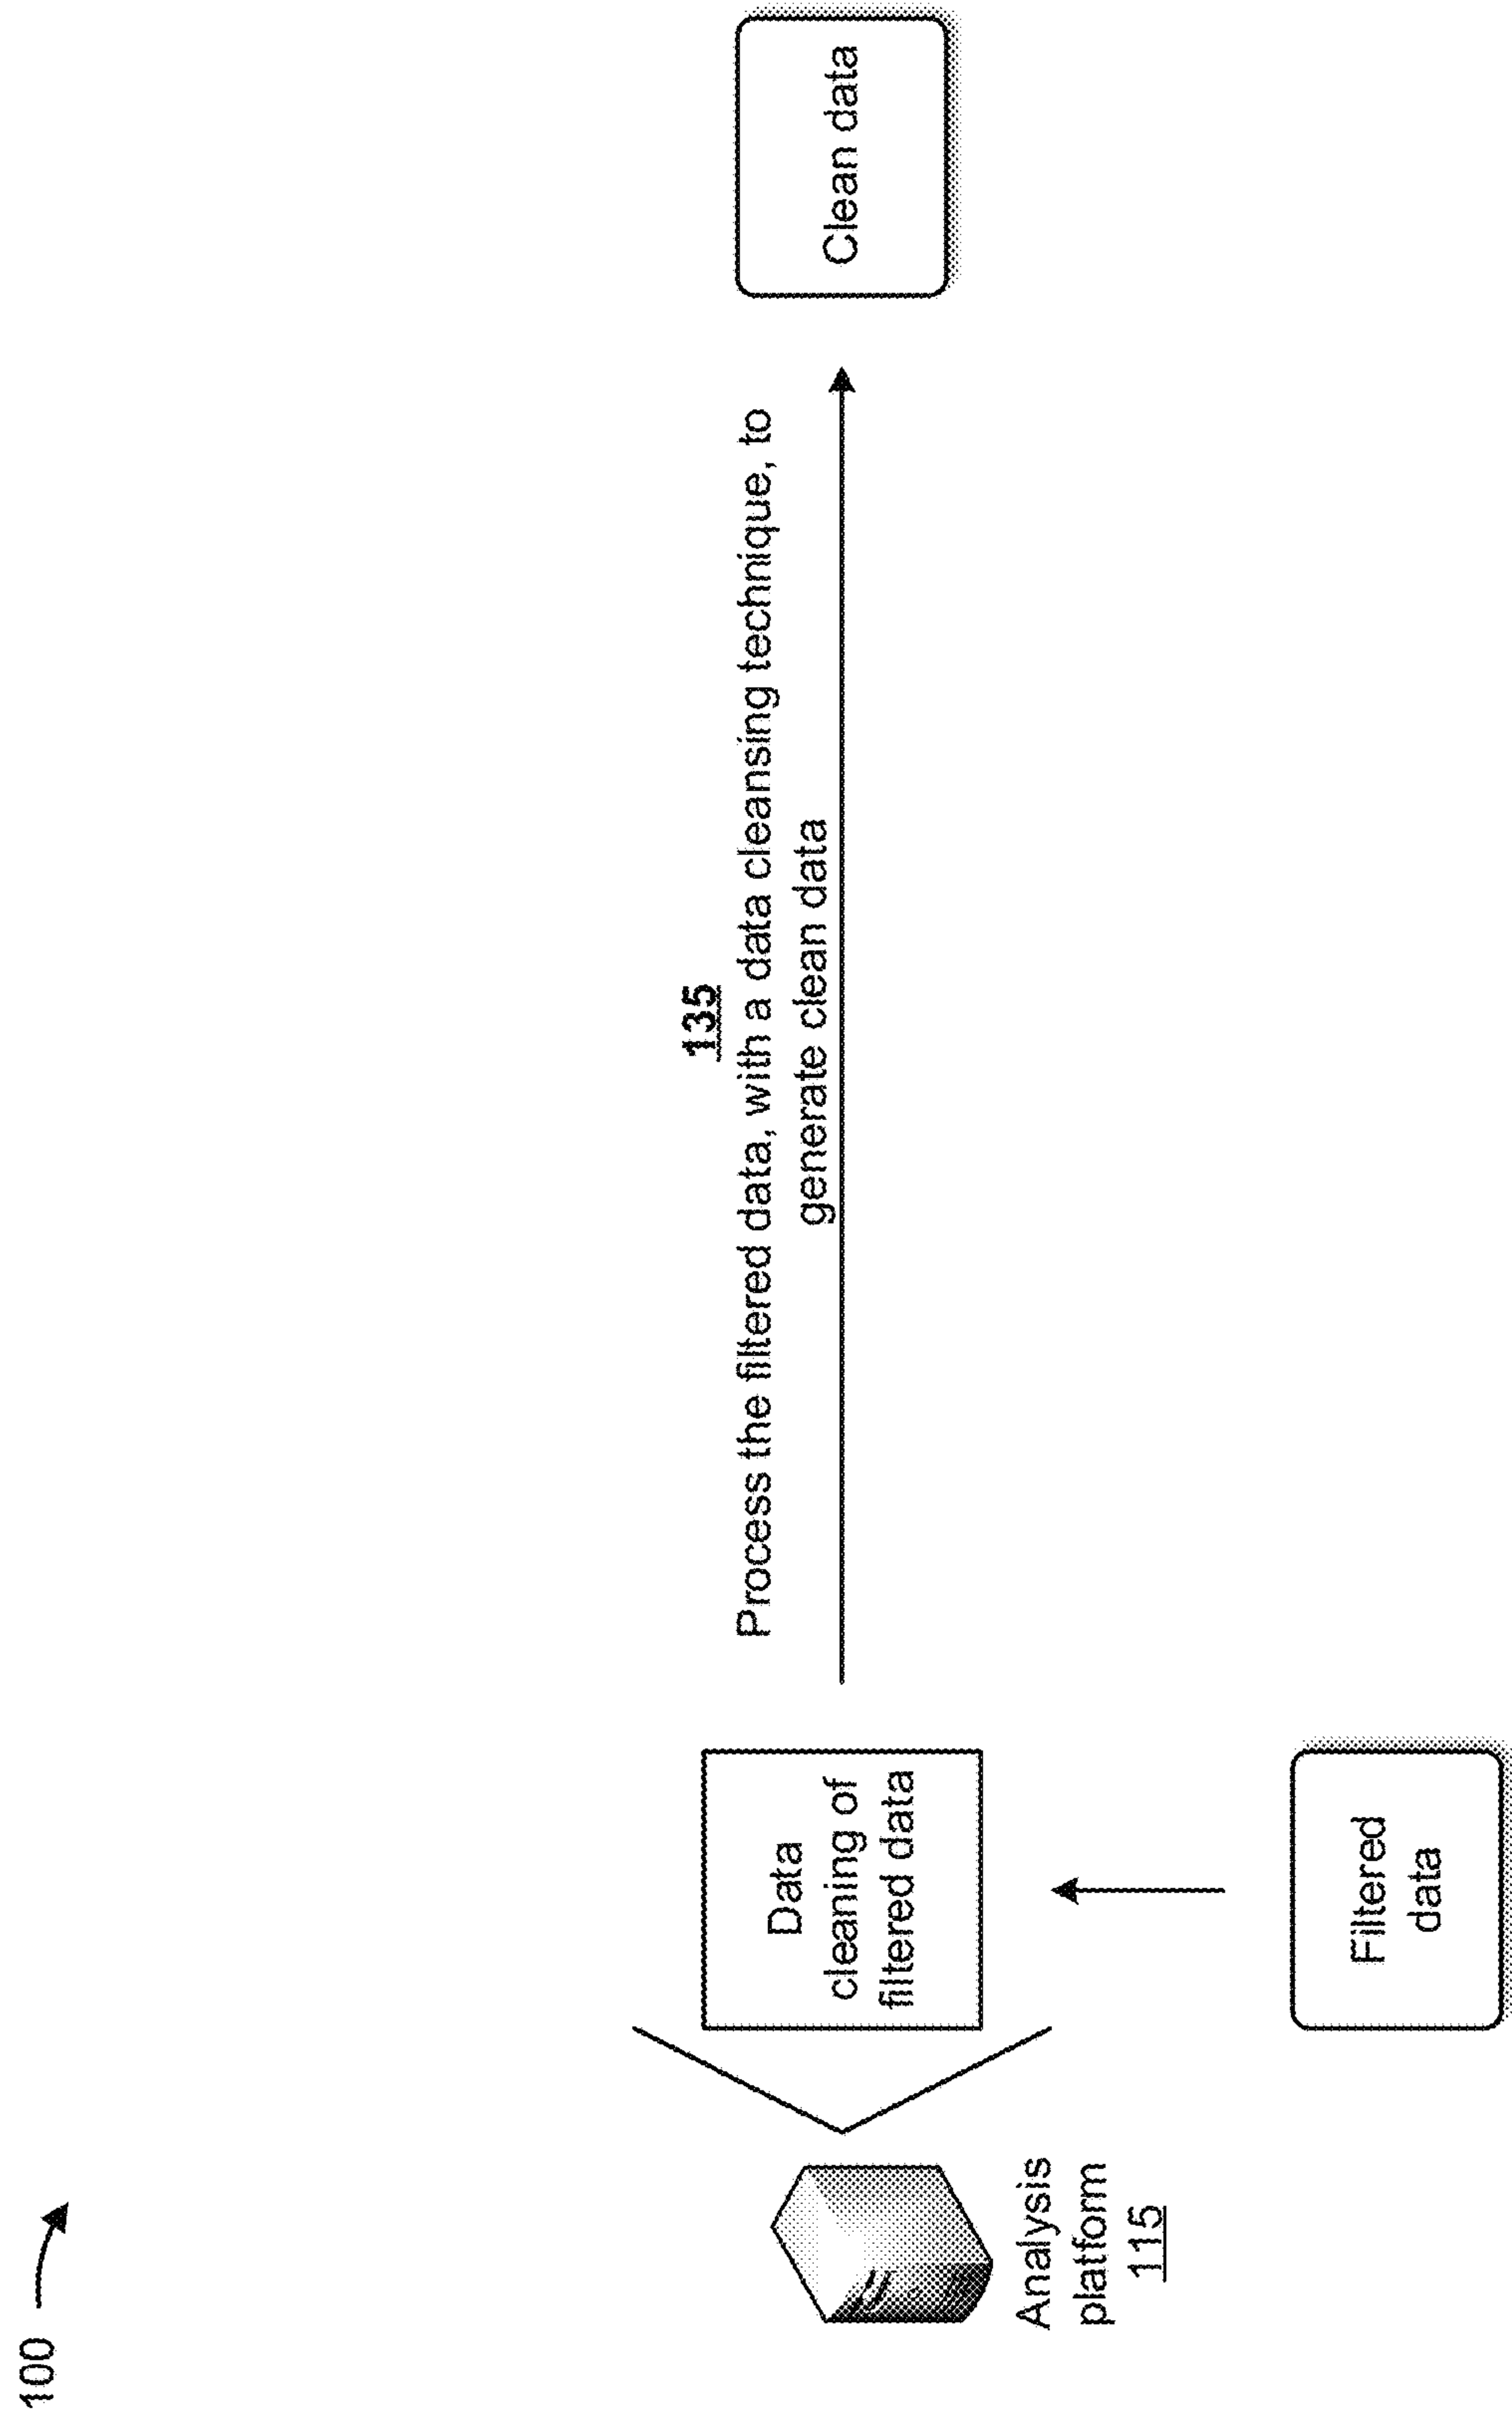 100
135
Process the filtered data, with a data cleansing technique, to
generate clean data
Data
cleaning of
filtered data
Clean data
Analysis
platform
115
Filtered
data